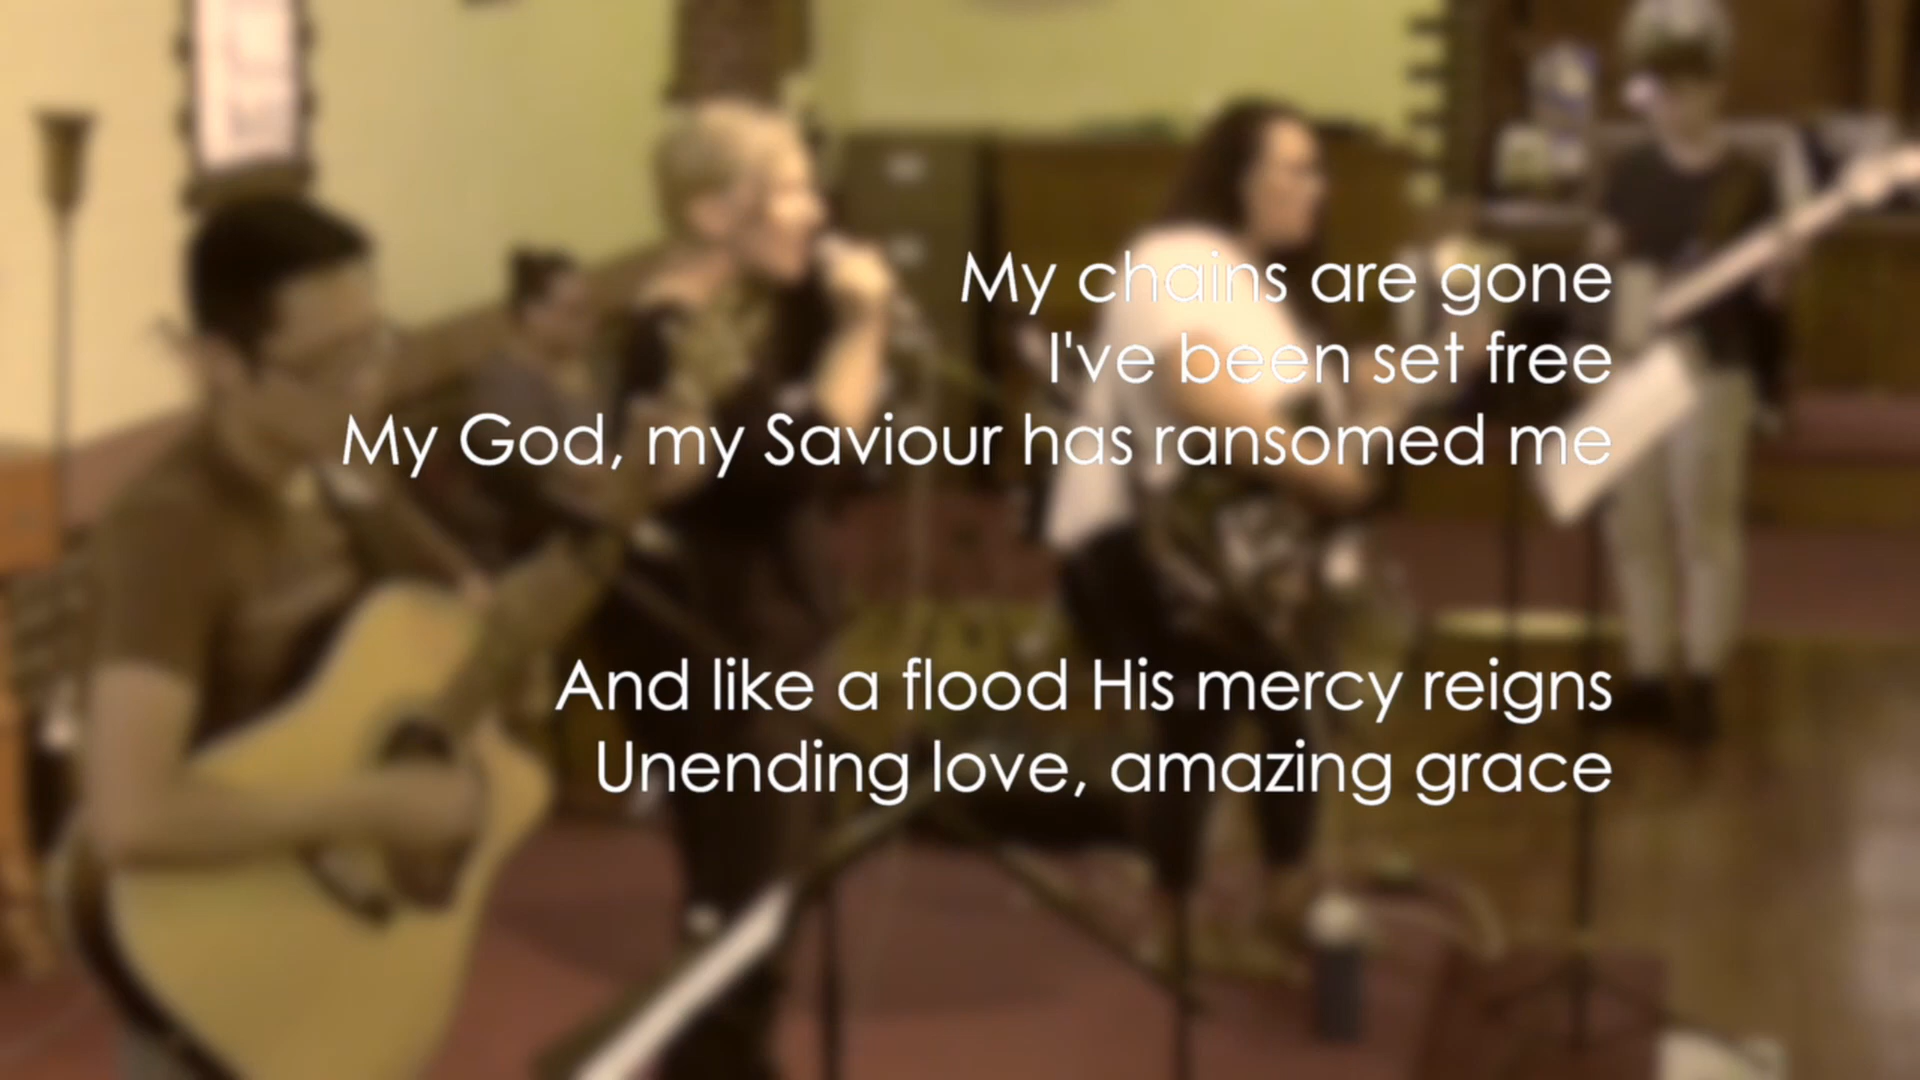 My chains are gone
I've been set free
My God, my Saviour has ransomed me
And like a flood His mercy reigns
Unending love, amazing grace